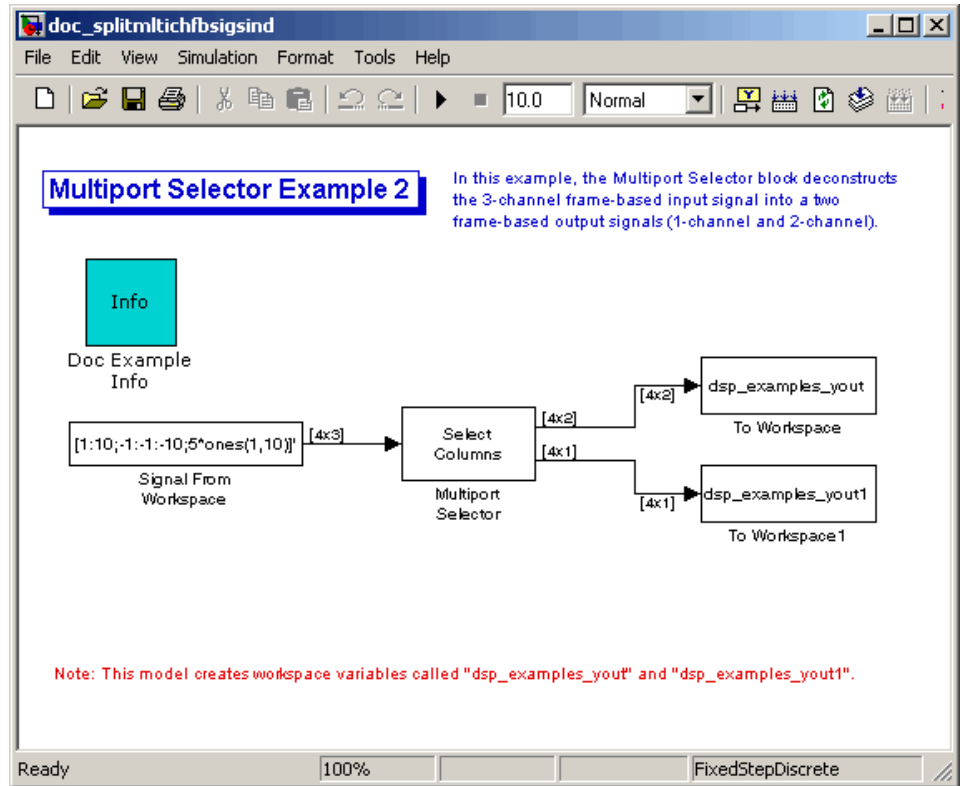 doc_splitmltichfbsigsind
File Edit View Simulation Format Tools Help
10.0 Normal
Multiport Selector Example 2
In this example, the Multiport Selector block deconstructs
the 3-channel frame-based input signal into a two
frame-based output signals (1-channel and 2-channel).
Info
Doc Example
Info
[1:10;-1:-1:-10;5*ones(1,10)]'
Signal From
Workspace
[4x3]
Select
Columns
Multiport
Selector
[4x2]
[4x1]
[4x2]
[4x1]
dsp_examples_yout
To Workspace
dsp_examples_yout1
To Workspace1
Note: This model creates workspace variables called "dsp_examples_yout" and "dsp_examples_yout1".
Ready 100% FixedStepDiscrete